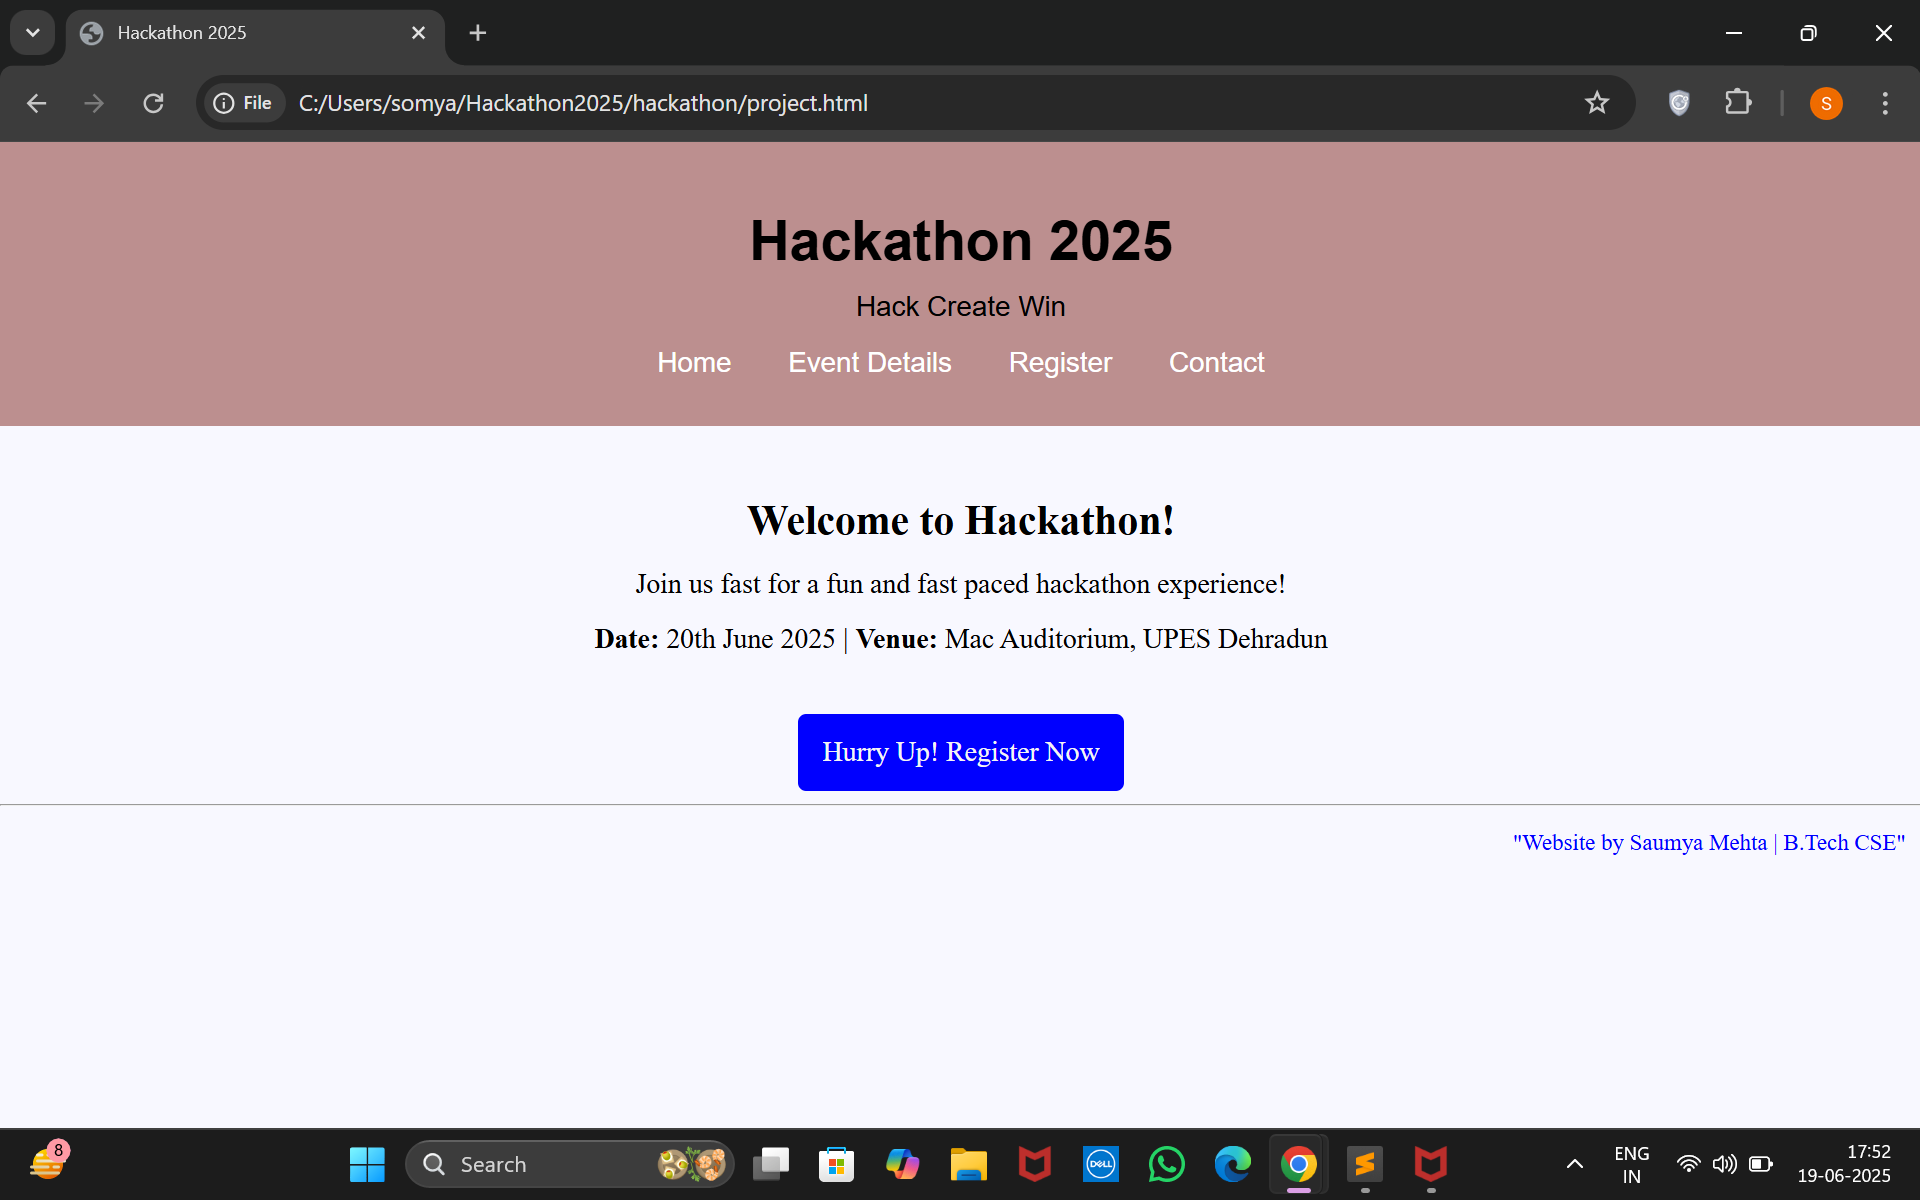 Hackathon 2025
File
C:/Users/somya/Hackathon2025/hackathon/project.html
S
Hackathon 2025
Hack Create Win
Home Event Details Register Contact
Welcome to Hackathon!
Join us fast for a fun and fast paced hackathon experience!
Date: 20th June 2025 | Venue: Mac Auditorium, UPES Dehradun
Hurry Up! Register Now
"Website by Saumya Mehta | B.Tech CSE"
8
Search
DELL
ENG
IN
17:52
19-06-2025